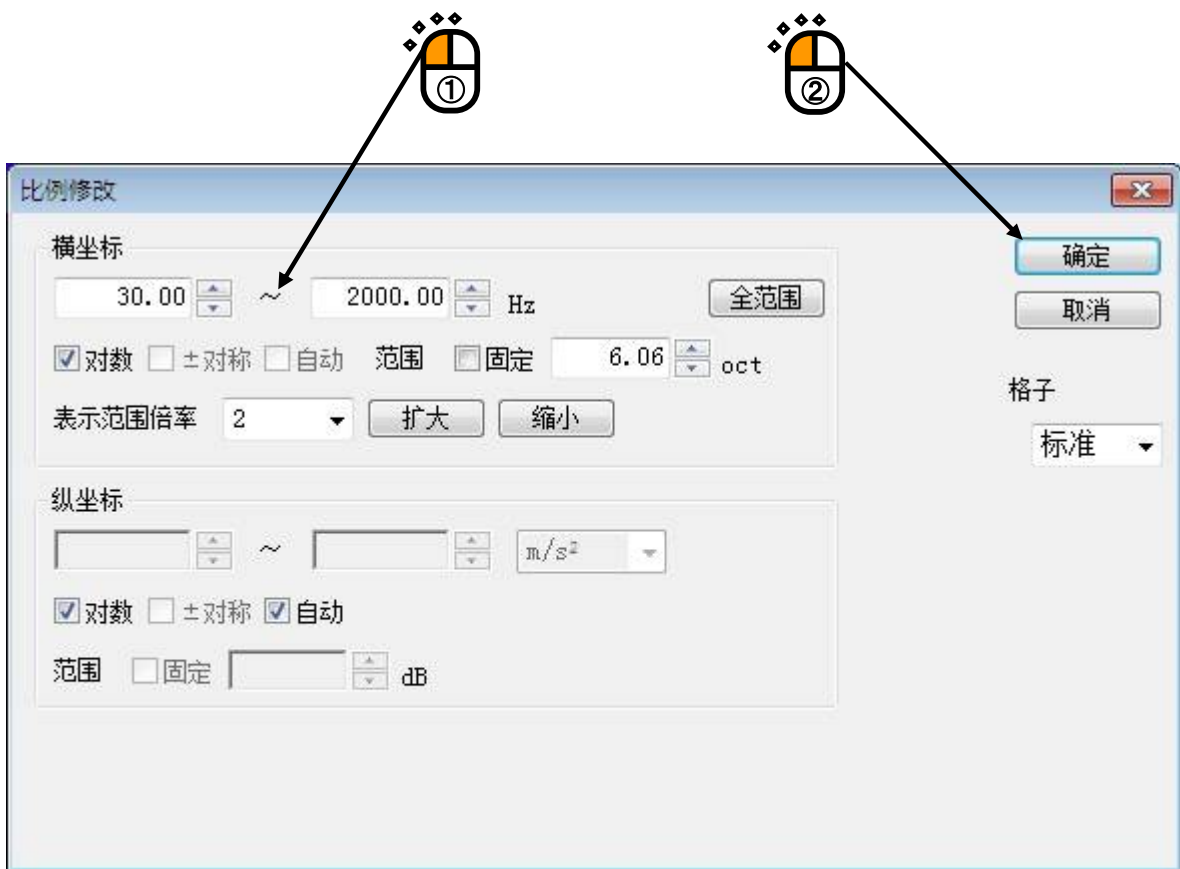 ① ②
比例修改
横坐标
30.00 ~ 2000.00 Hz 全范围
对数 ±对称 自动 范围 固定 6.06 oct
表示范围倍率 2 扩大 缩小
纵坐标
~ m/s²
对数 ±对称 自动
范围 固定 dB
确定
取消
格子
标准